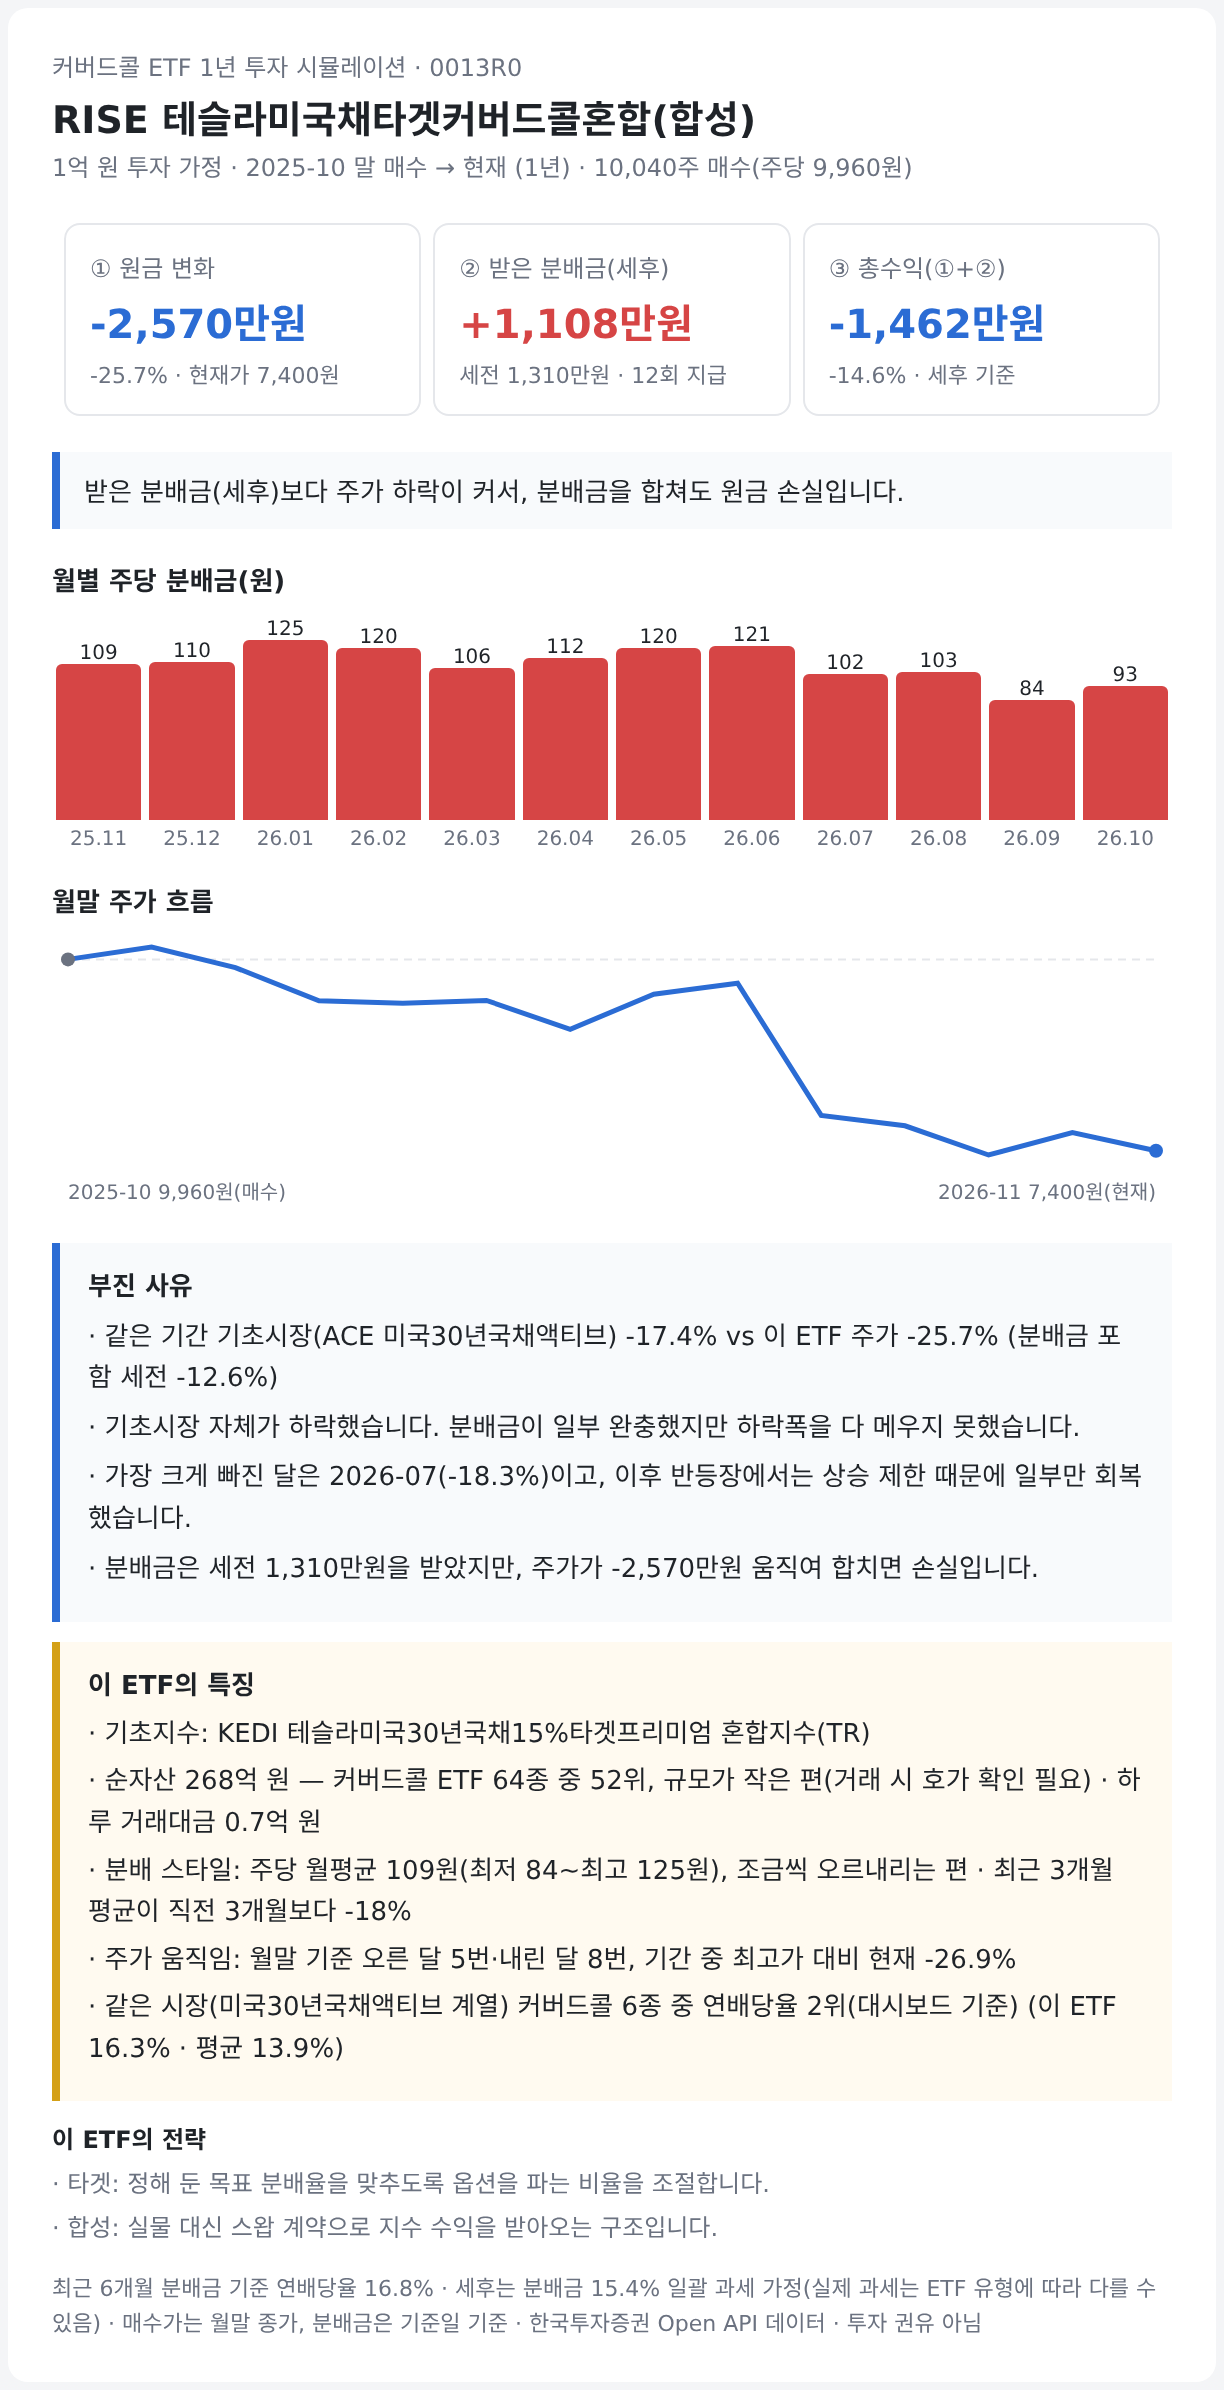 커버드콜 ETF 1년 투자 시뮬레이션 · 0013R0
RISE 테슬라미국채타겟커버드콜혼합(합성)
1억 원 투자 가정 · 2025-10 말 매수 → 현재 (1년) · 10,040주 매수(주당 9,960원)
① 원금 변화
-2,570만원
-25.7% · 현재가 7,400원
② 받은 분배금(세후)
+1,108만원
세전 1,310만원 · 12회 지급
③ 총수익(①+②)
-1,462만원
-14.6% · 세후 기준
받은 분배금(세후)보다 주가 하락이 커서, 분배금을 합쳐도 원금 손실입니다.
월별 주당 분배금(원)
109 110 125 120 106 112 120 121 102 103 84 93
25.11 25.12 26.01 26.02 26.03 26.04 26.05 26.06 26.07 26.08 26.09 26.10
월말 주가 흐름
2025-10 9,960원(매수) 2026-11 7,400원(현재)
부진 사유
· 같은 기간 기초시장(ACE 미국30년국채액티브) -17.4% vs 이 ETF 주가 -25.7% (분배금 포
함 세전 -12.6%)
· 기초시장 자체가 하락했습니다. 분배금이 일부 완충했지만 하락폭을 다 메우지 못했습니다.
· 가장 크게 빠진 달은 2026-07(-18.3%)이고, 이후 반등장에서는 상승 제한 때문에 일부만 회복
했습니다.
· 분배금은 세전 1,310만원을 받았지만, 주가가 -2,570만원 움직여 합치면 손실입니다.
이 ETF의 특징
· 기초지수: KEDI 테슬라미국30년국채15%타겟프리미엄 혼합지수(TR)
· 순자산 268억 원 — 커버드콜 ETF 64종 중 52위, 규모가 작은 편(거래 시 호가 확인 필요) · 하
루 거래대금 0.7억 원
· 분배 스타일: 주당 월평균 109원(최저 84~최고 125원), 조금씩 오르내리는 편 · 최근 3개월
평균이 직전 3개월보다 -18%
· 주가 움직임: 월말 기준 오른 달 5번·내린 달 8번, 기간 중 최고가 대비 현재 -26.9%
· 같은 시장(미국30년국채액티브 계열) 커버드콜 6종 중 연배당율 2위(대시보드 기준) (이 ETF
16.3% · 평균 13.9%)
이 ETF의 전략
· 타겟: 정해 둔 목표 분배율을 맞추도록 옵션을 파는 비율을 조절합니다.
· 합성: 실물 대신 스왑 계약으로 지수 수익을 받아오는 구조입니다.
최근 6개월 분배금 기준 연배당율 16.8% · 세후는 분배금 15.4% 일괄 과세 가정(실제 과세는 ETF 유형에 따라 다를 수
있음) · 매수가는 월말 종가, 분배금은 기준일 기준 · 한국투자증권 Open API 데이터 · 투자 권유 아님